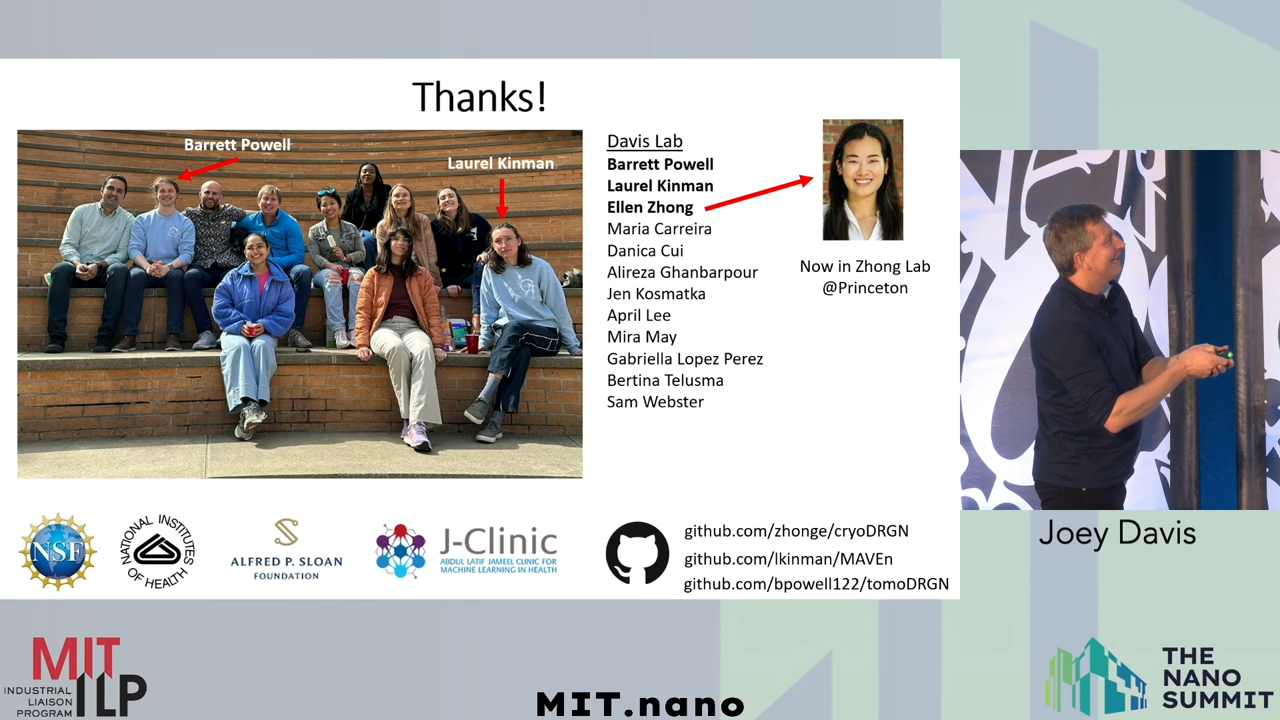 Thanks!
Barrett Powell
Laurel Kinman
Davis Lab
Barrett Powell
Laurel Kinman
Ellen Zhong
Maria Carreira
Danica Cui
Alireza Ghanbarpour
Jen Kosmatka
April Lee
Mira May
Gabriella Lopez Perez
Bertina Telusma
Sam Webster
Now in Zhong Lab
@Princeton
NSF
NATIONAL INSTITUTES
OF HEALTH
ALFRED P. SLOAN
FOUNDATION
J-Clinic
ABDUL LATIF JAMEEL CLINIC FOR
MACHINE LEARNING IN HEALTH
github.com/zhonge/cryoDRGN
github.com/lkinman/MAVEn
github.com/bpowell122/tomoDRGN
Joey Davis
MIT
ILP
INDUSTRIAL
LIAISON
PROGRAM
MIT.nano
THE
NANO
SUMMIT